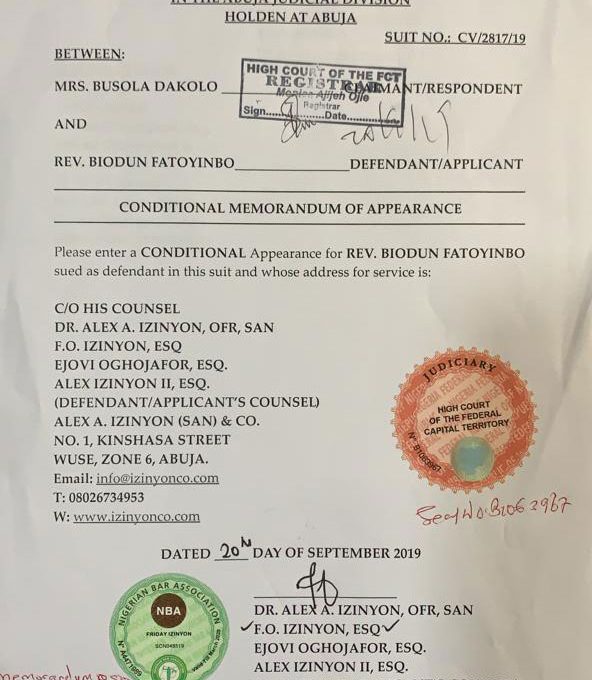 IN THE ABUJA JUDICIAL DIVISION
HOLDEN AT ABUJA
SUIT NO.: CV/2817/19
BETWEEN:
HIGH COURT OF THE FCT
REGISTRAR
MRS. BUSOLA DAKOLO CLAIMANT/RESPONDENT
Registrar
Sign.......Date.......
AND
REV. BIODUN FATOYINBO DEFENDANT/APPLICANT
CONDITIONAL MEMORANDUM OF APPEARANCE
Please enter a CONDITIONAL Appearance for REV. BIODUN FATOYINBO
sued as defendant in this suit and whose address for service is:
C/O HIS COUNSEL
DR. ALEX A. IZINYON, OFR, SAN
F.O. IZINYON, ESQ
EJOVI OGHOJAFOR, ESQ.
ALEX IZINYON II, ESQ.
(DEFENDANT/APPLICANT'S COUNSEL)
ALEX A. IZINYON (SAN) & CO.
NO. 1, KINSHASA STREET
WUSE, ZONE 6, ABUJA.
Email: info@izinyonco.com
T: 08026734953
W: www.izinyonco.com
JUDICIARY
HIGH COURT
OF THE FEDERAL
CAPITAL TERRITORY
DATED 20th DAY OF SEPTEMBER 2019
NIGERIAN BAR ASSOCIATION
NBA
FRIDAY IZINYON
DR. ALEX A. IZINYON, OFR, SAN
F.O. IZINYON, ESQ
EJOVI OGHOJAFOR, ESQ.
ALEX IZINYON II, ESQ.